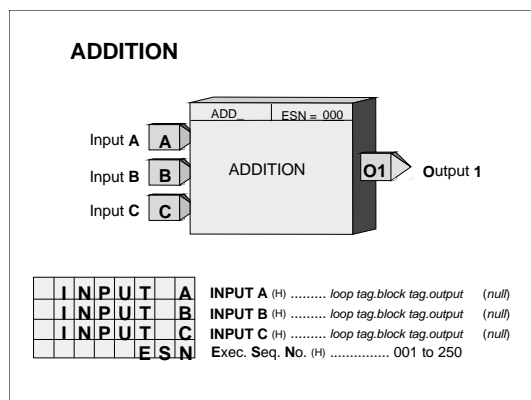 ADDITION
ADD_ ESN = 000
Input A A
Input B B
Input C C
ADDITION
O1 Output 1
INPUT A INPUT A (H) ......... loop tag.block tag.output (null)
INPUT B INPUT B (H) ......... loop tag.block tag.output (null)
INPUT C INPUT C (H) ......... loop tag.block tag.output (null)
ESN Exec. Seq. No. (H) ............... 001 to 250